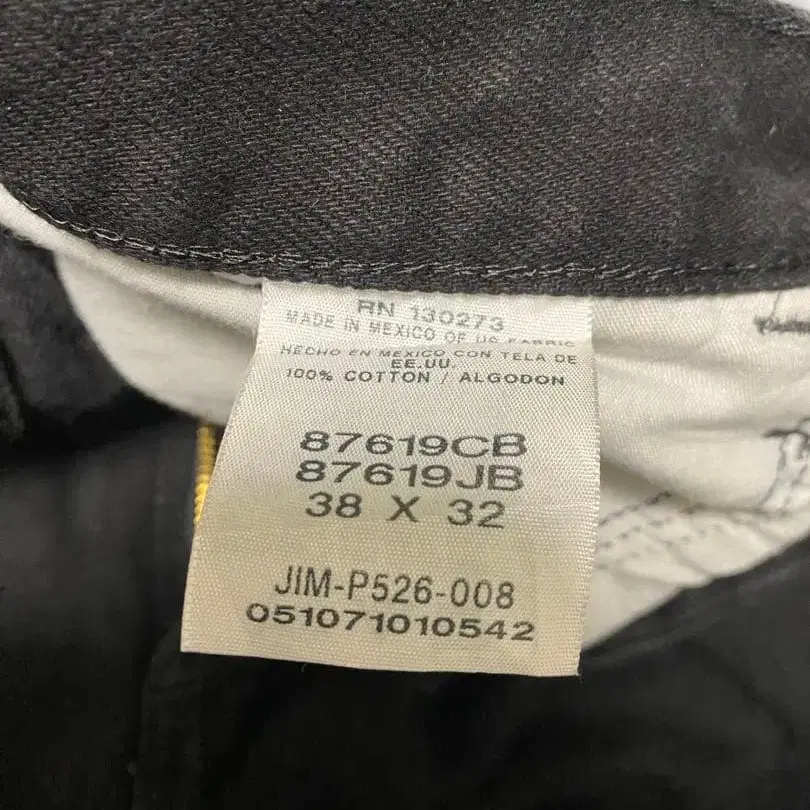 RN 130273
MADE IN MEXICO OF US FABRIC
HECHO EN MEXICO CON TELA DE
EE.UU.
100% COTTON / ALGODON
87619CB
87619JB
38 X 32
JIM-P526-008
051071010542